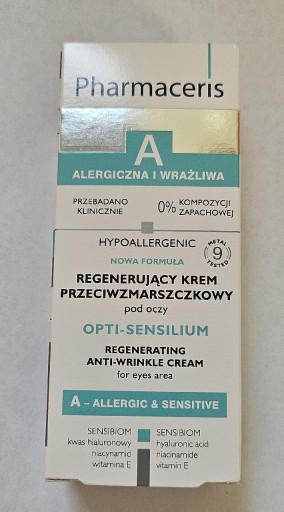 Pharmaceris
A
ALERGICZNA I WRAŻLIWA
PRZEBADANO
KLINICZNIE
0% KOMPOZYCJI
ZAPACHOWEJ
HYPOALLERGENIC
METAL
9
TESTED
NOWA FORMUŁA
REGENERUJĄCY KREM
PRZECIWZMARSZCZKOWY
pod oczy
OPTI-SENSILIUM
REGENERATING
ANTI-WRINKLE CREAM
for eyes area
A – ALLERGIC & SENSITIVE
SENSIBIOM
kwas hialuronowy
niacynamid
witamina E
SENSIBIOM
hyaluronic acid
niacinamide
vitamin E